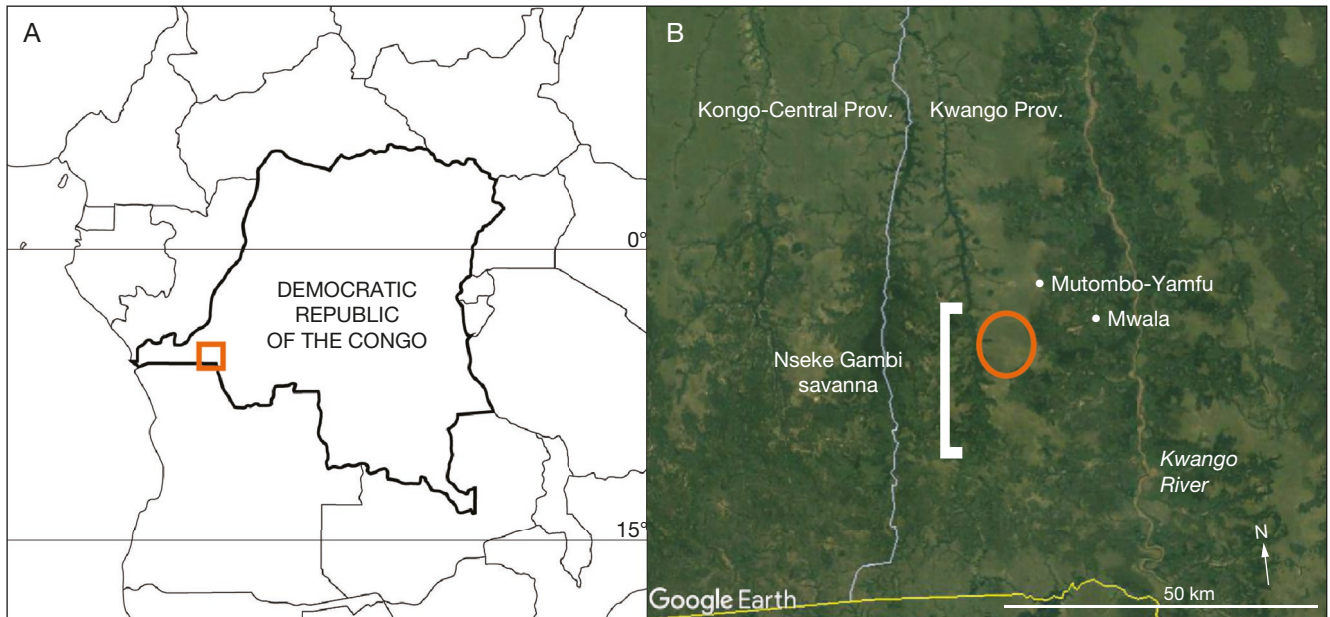 A
0°
DEMOCRATIC
REPUBLIC
OF THE CONGO
15°
B
Kongo-Central Prov.
Kwango Prov.
• Mutombo-Yamfu
• Mwala
Nseke Gambi
savanna
Kwango
River
N
50 km
Google Earth